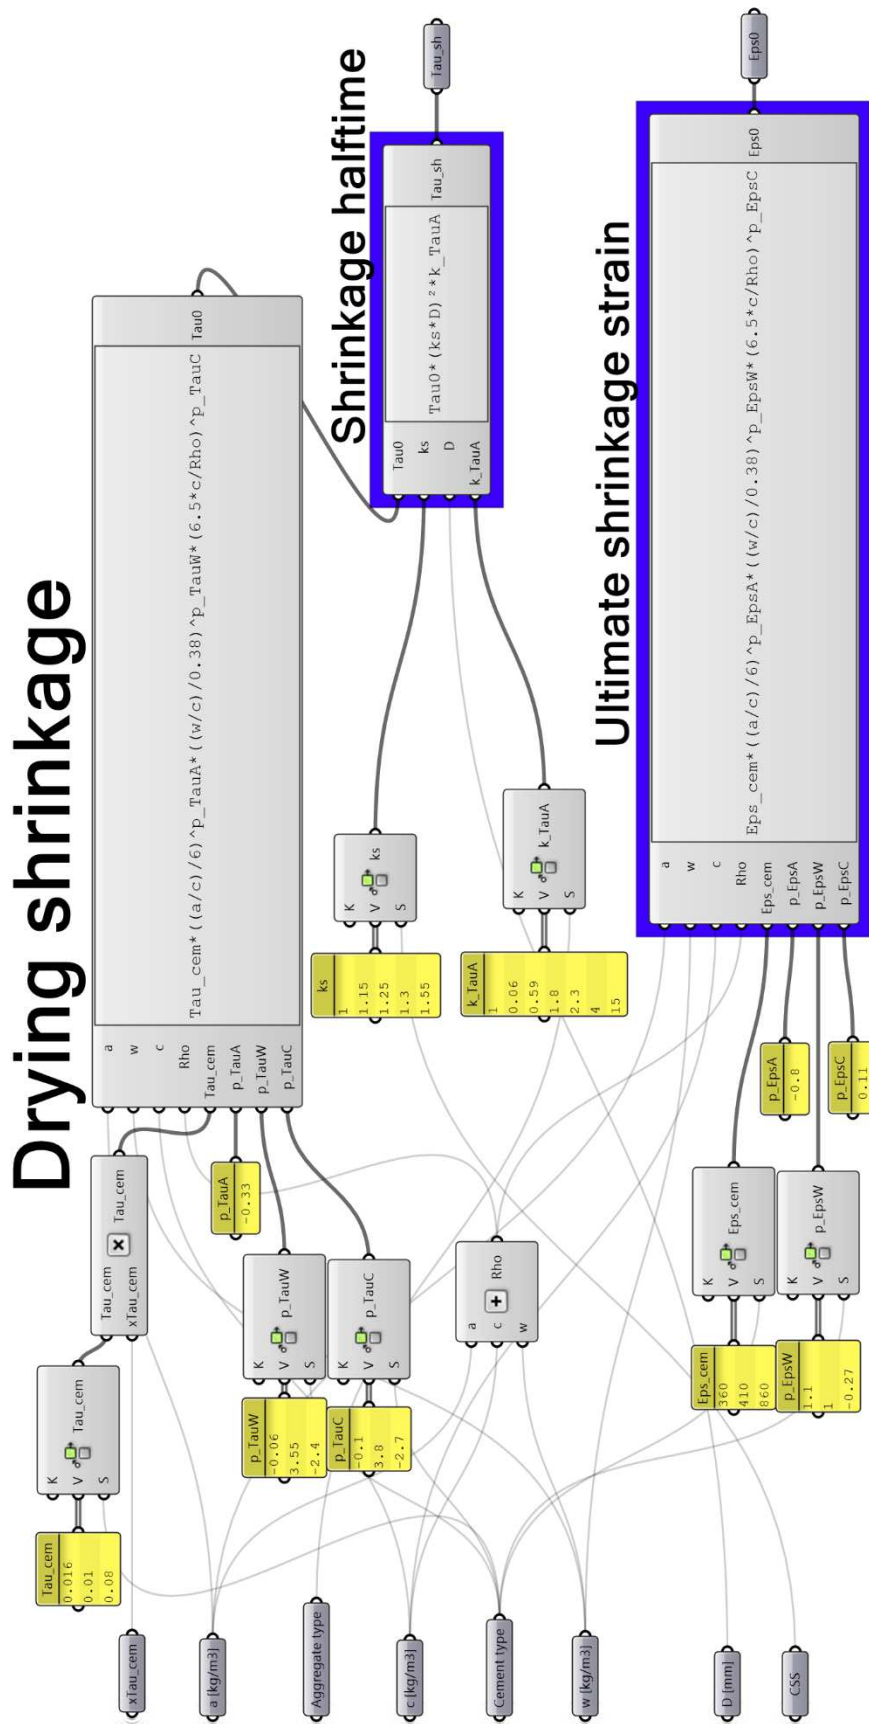 Drying shrinkage
xTau_cem
a [kg/m3]
Aggregate type
c [kg/m3]
Cement type
w [kg/m3]
D [mm]
CSS
Tau_cem
0.016
0.01
0.08
K
V
S
Tau_cem
Tau_cem
xTau_cem
Tau_cem
p_TauA
-0.33
p_TauW
-0.06
3.55
-2.4
K
V
S
p_TauW
p_TauC
-0.1
3.8
-2.7
K
V
S
p_TauC
a
c
w
Rho
a
w
c
Rho
Tau_cem
p_TauA
p_TauW
p_TauC
Tau_cem*((a/c)/6)^p_TauA*((w/c)/0.38)^p_TauW*(6.5*c/Rho)^p_TauC
Tau0
ks
1
1.15
1.25
1.3
1.55
K
V
S
ks
k_TauA
1
0.06
0.59
1.8
2.3
4
15
K
V
S
k_TauA
Shrinkage halftime
Tau0
ks
D
k_TauA
Tau0*(ks*D)²*k_TauA
Tau_sh
Tau_sh
Ultimate shrinkage strain
Eps_cem
360
410
860
K
V
S
Eps_cem
p_EpsW
1.1
1
-0.27
K
V
S
p_EpsW
p_EpsA
-0.8
p_EpsC
0.11
a
w
c
Rho
Eps_cem
p_EpsA
p_EpsW
p_EpsC
Eps_cem*((a/c)/6)^p_EpsA*((w/c)/0.38)^p_EpsW*(6.5*c/Rho)^p_EpsC
Eps0
Eps0